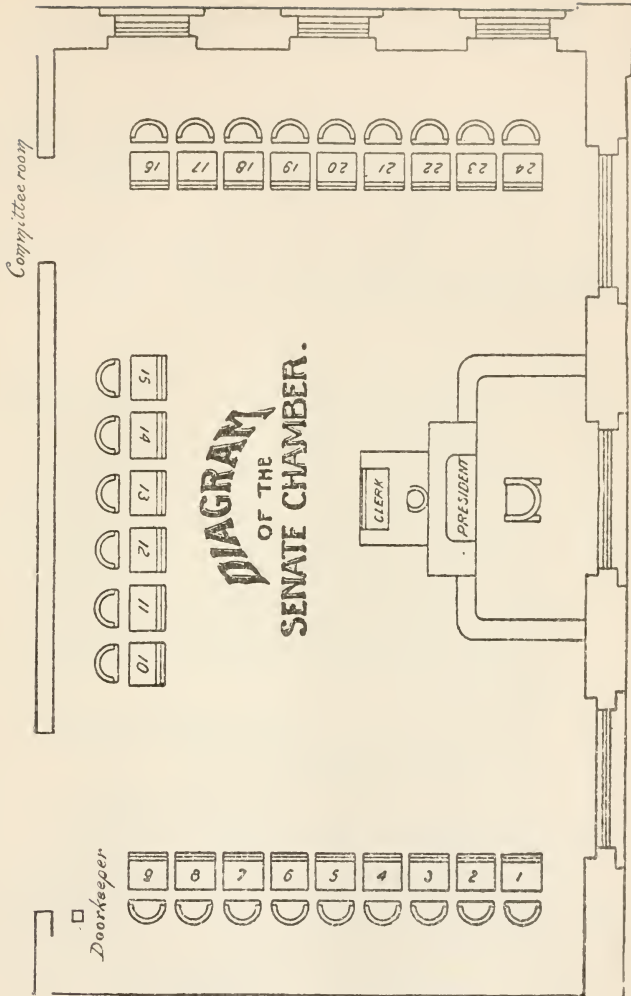 Committee room
16 17 18 19 20 21 22 23 24
15
14
13
12
11
10
DIAGRAM
OF THE
SENATE CHAMBER.
CLERK
PRESIDENT
Doorkeeper
9 8 7 6 5 4 3 2 1